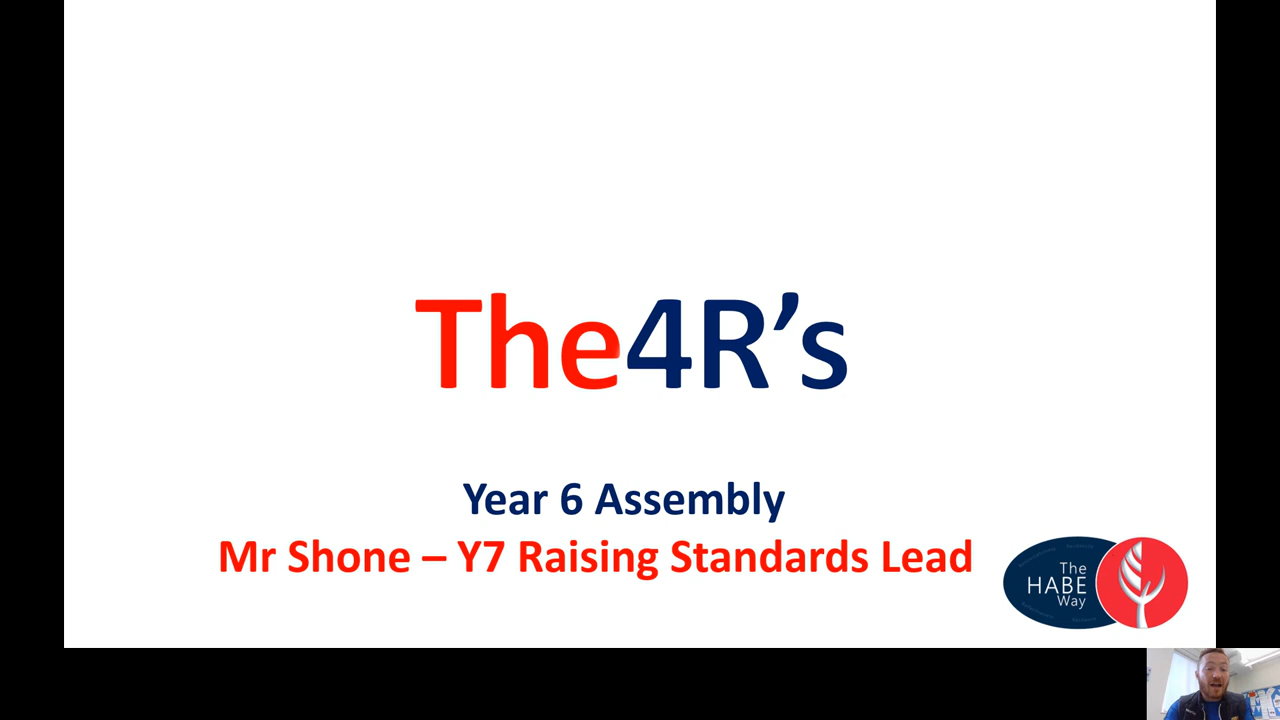 The4R’s
Year 6 Assembly
Mr Shone – Y7 Raising Standards Lead
The
HABE
Way